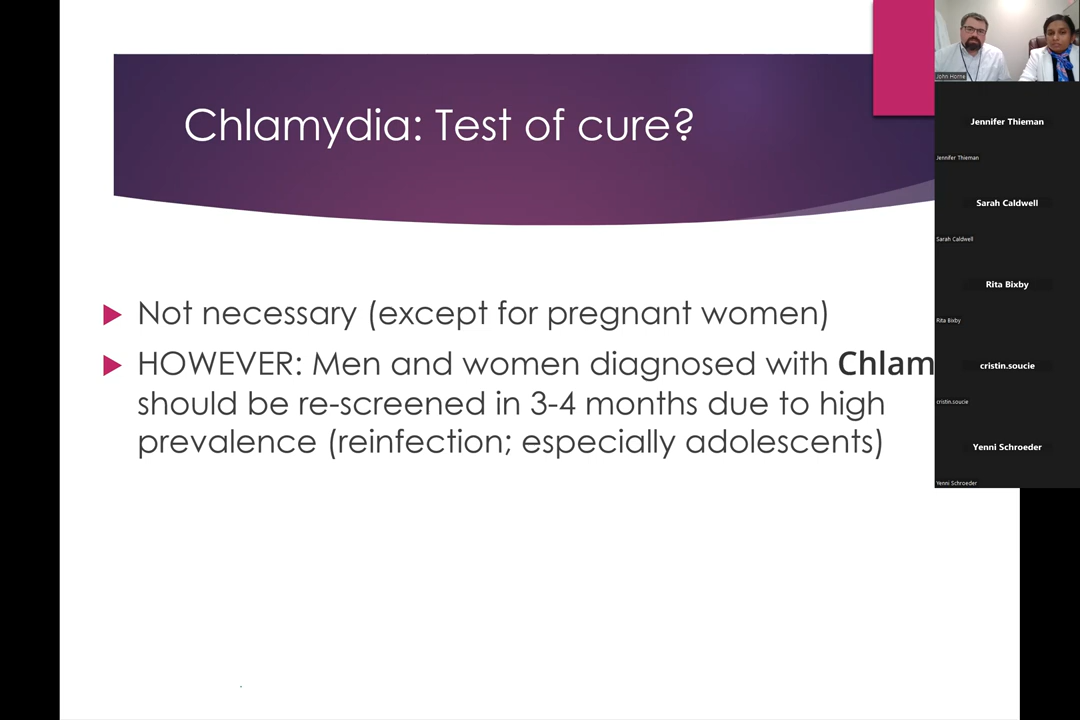 Chlamydia: Test of cure?
Not necessary (except for pregnant women)
HOWEVER: Men and women diagnosed with Chlam
should be re-screened in 3-4 months due to high
prevalence (reinfection; especially adolescents)
John Horne
Jennifer Thieman
Jennifer Thieman
Sarah Caldwell
Sarah Caldwell
Rita Bixby
Rita Bixby
cristin.soucie
cristin.soucie
Yenni Schroeder
Yenni Schroeder